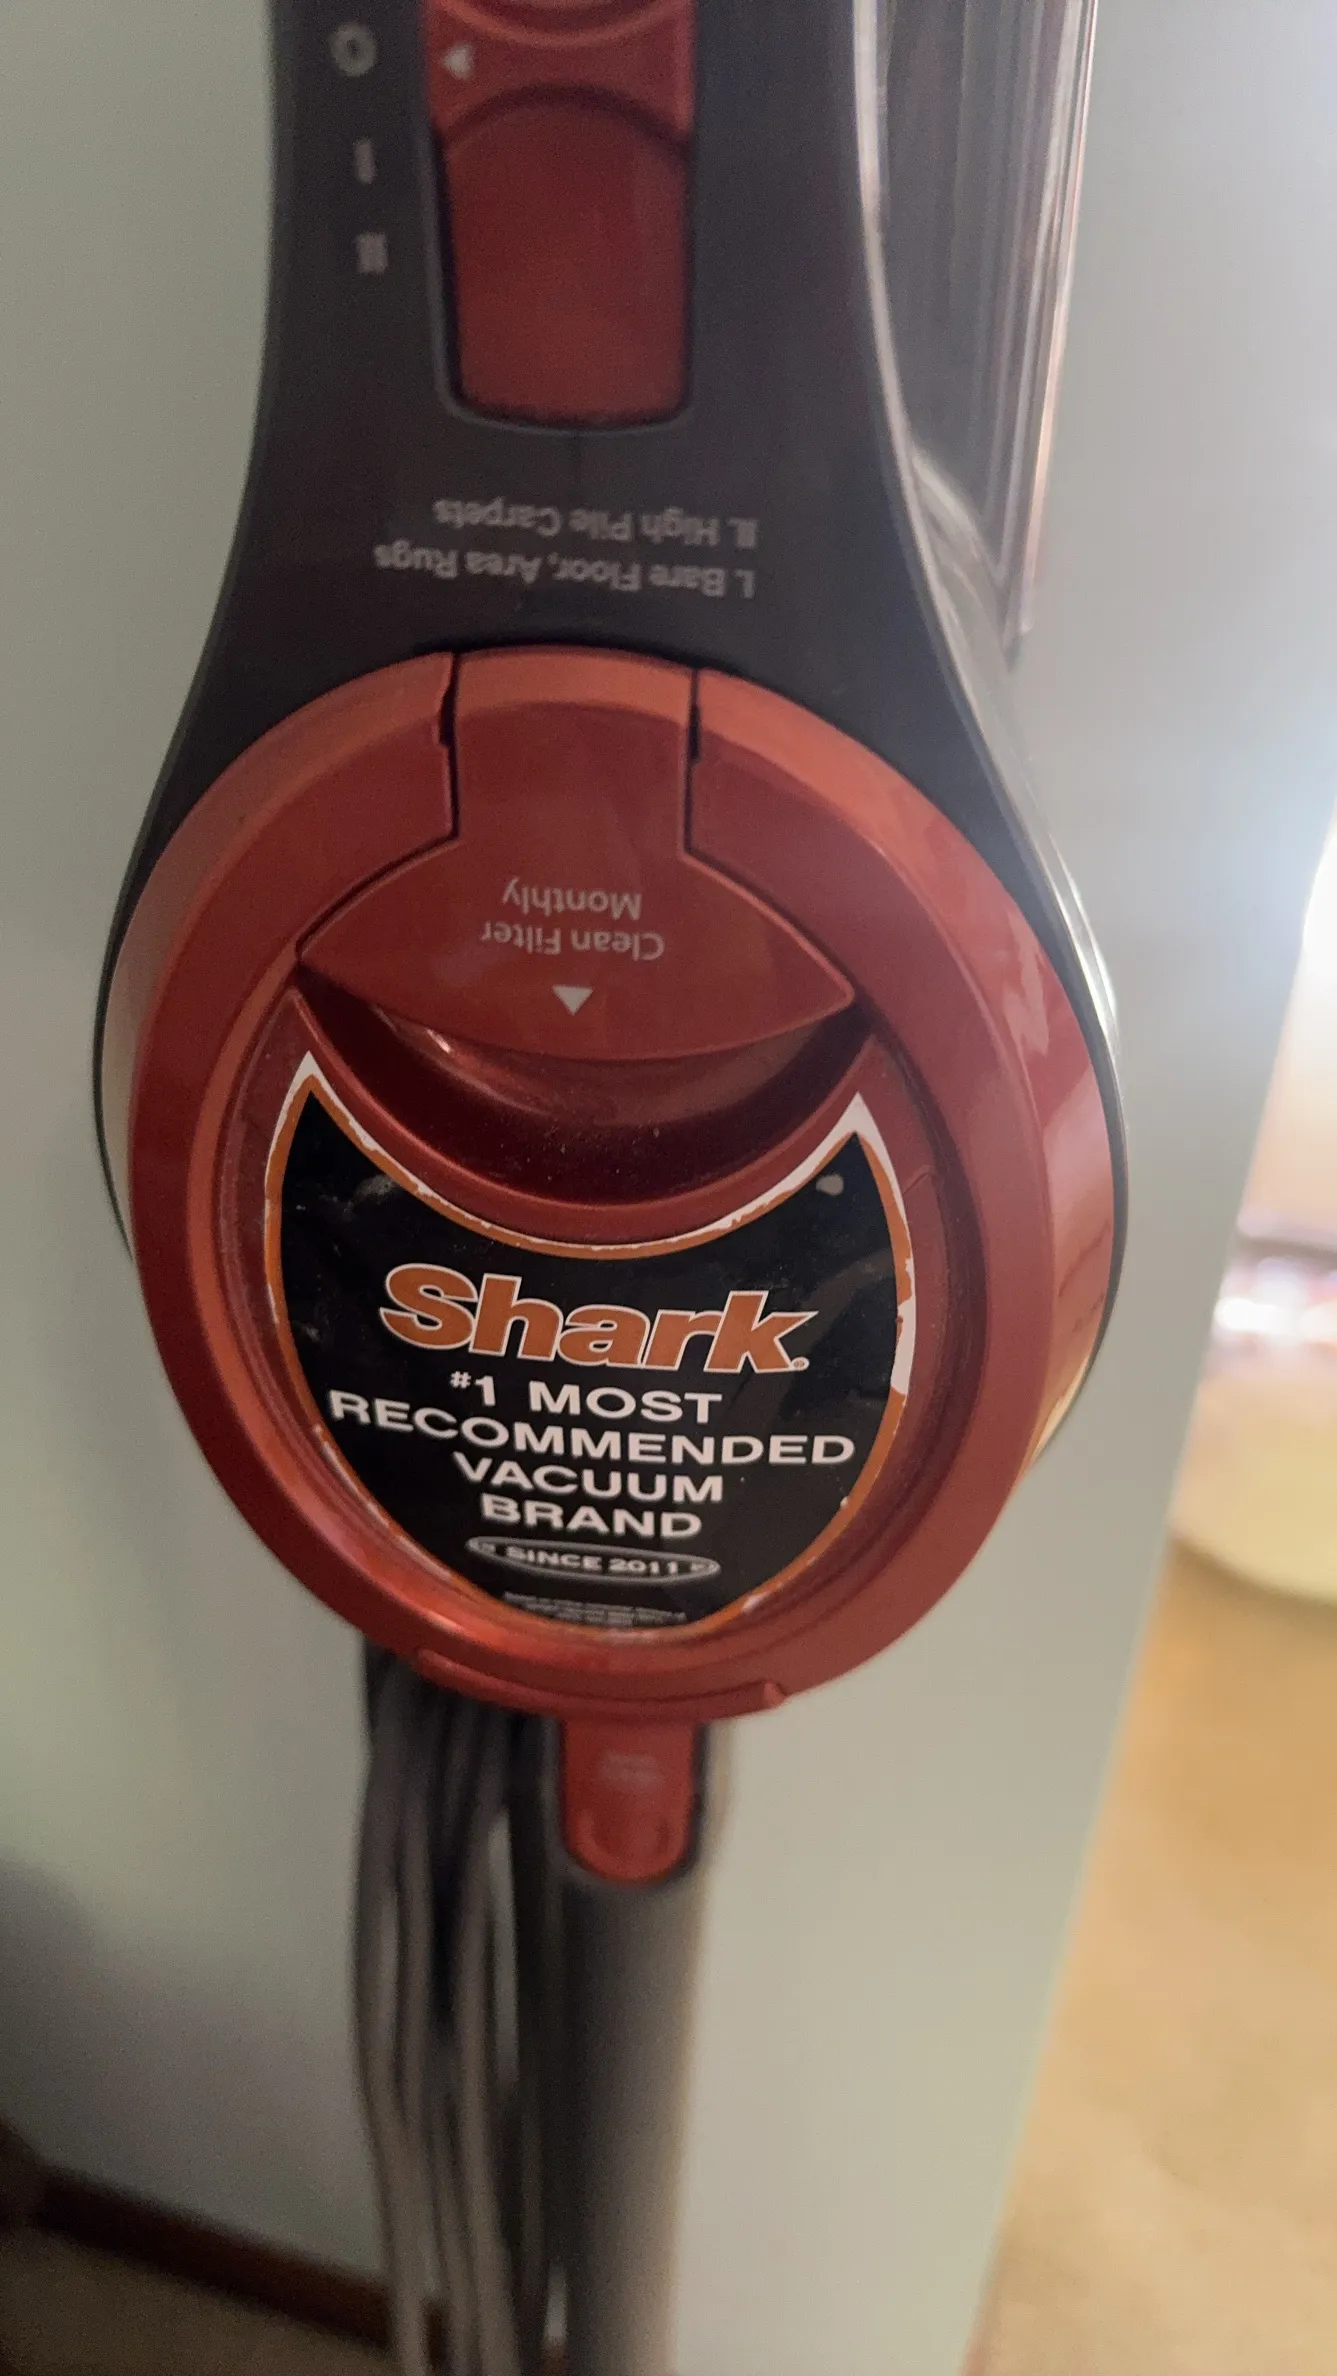 O
I
II
I. Bare Floor, Area Rugs
II. High Pile Carpets
Clean Filter
Monthly
Shark
#1 MOST
RECOMMENDED
VACUUM
BRAND
SINCE 2011